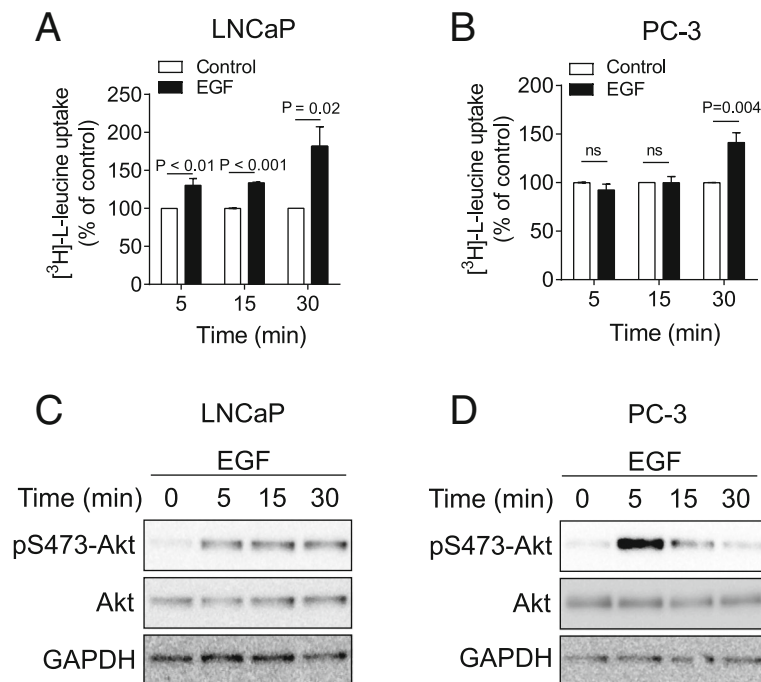 A
LNCaP
Control
EGF
[³H]-L-leucine uptake
(% of control)
250
200
150
100
50
0
P < 0.01
P < 0.001
P = 0.02
5
15
30
Time (min)
B
PC-3
Control
EGF
[³H]-L-leucine uptake
(% of control)
200
150
100
50
0
ns
ns
P=0.004
5
15
30
Time (min)
C
LNCaP
EGF
Time (min) 0 5 15 30
pS473-Akt
Akt
GAPDH
D
PC-3
EGF
Time (min) 0 5 15 30
pS473-Akt
Akt
GAPDH